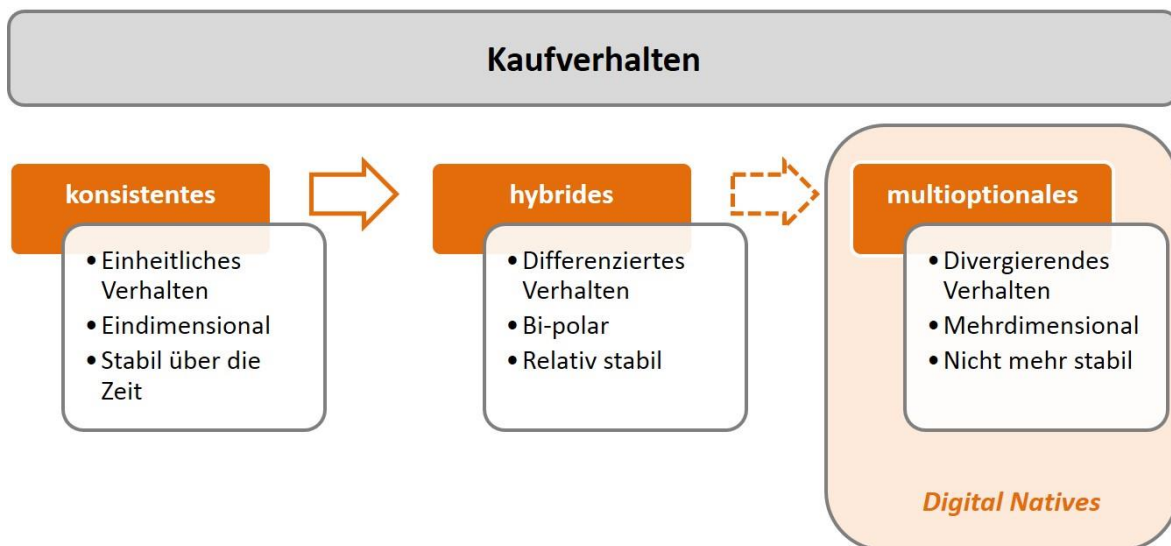 Kaufverhalten
konsistentes
• Einheitliches
Verhalten
• Eindimensional
• Stabil über die
Zeit
hybrides
• Differenziertes
Verhalten
• Bi-polar
• Relativ stabil
multioptionales
• Divergierendes
Verhalten
• Mehrdimensional
• Nicht mehr stabil
Digital Natives